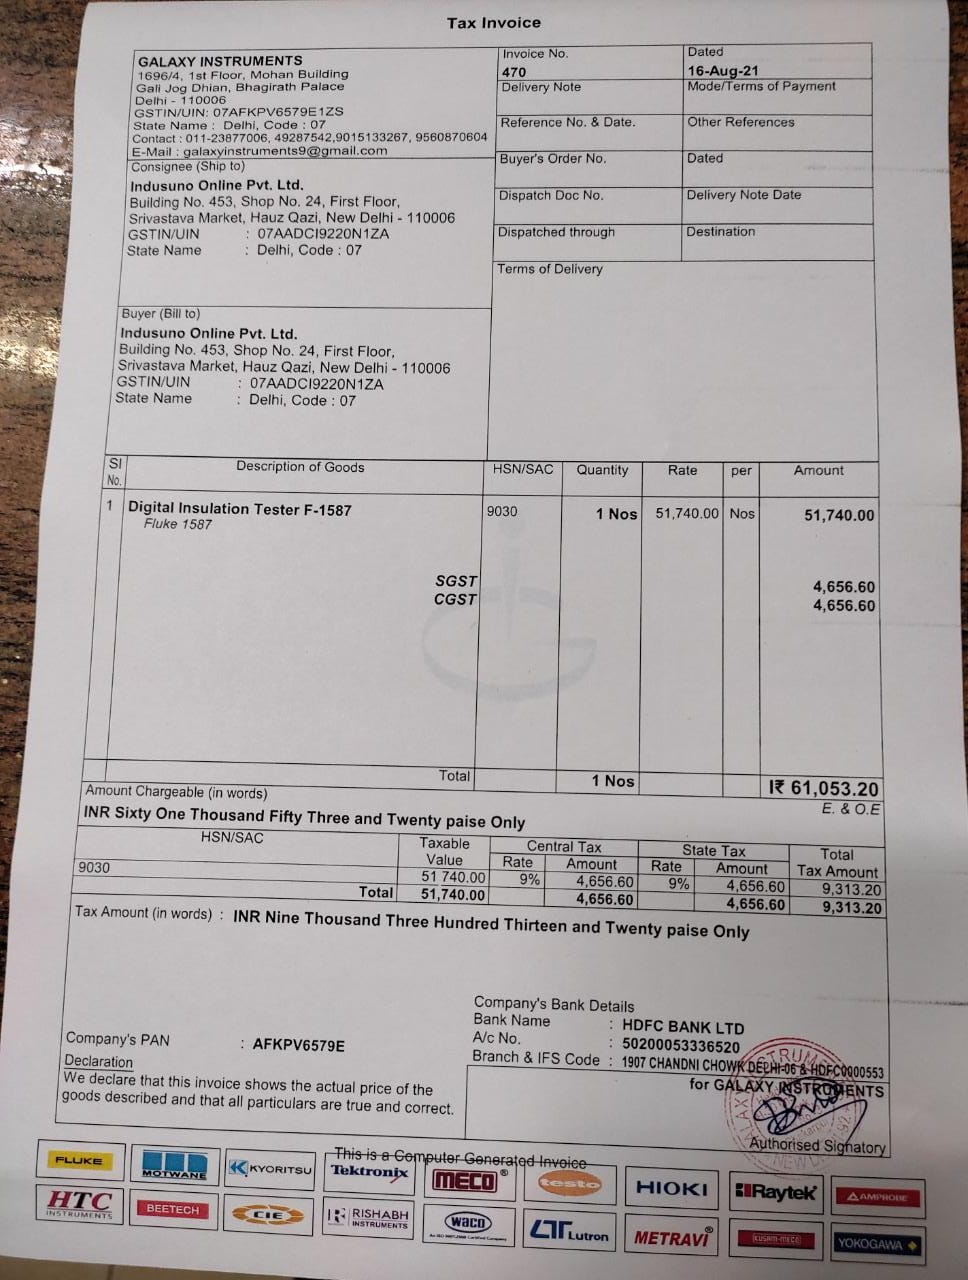 Tax Invoice
GALAXY INSTRUMENTS
1696/4, 1st Floor, Mohan Building
Gali Jog Dhian, Bhagirath Palace
Delhi - 110006
GSTIN/UIN: 07AFKPV6579E1ZS
State Name : Delhi, Code : 07
Contact : 011-23877006, 49287542,9015133267, 9560870604
E-Mail : galaxyinstruments9@gmail.com
Invoice No.
470
Dated
16-Aug-21
Delivery Note
Mode/Terms of Payment
Reference No. & Date.
Other References
Buyer's Order No.
Dated
Dispatch Doc No.
Delivery Note Date
Dispatched through
Destination
Terms of Delivery
Consignee (Ship to)
Indusuno Online Pvt. Ltd.
Building No. 453, Shop No. 24, First Floor,
Srivastava Market, Hauz Qazi, New Delhi - 110006
GSTIN/UIN : 07AADCI9220N1ZA
State Name : Delhi, Code : 07
Buyer (Bill to)
Indusuno Online Pvt. Ltd.
Building No. 453, Shop No. 24, First Floor,
Srivastava Market, Hauz Qazi, New Delhi - 110006
GSTIN/UIN : 07AADCI9220N1ZA
State Name : Delhi, Code : 07
Sl No. Description of Goods HSN/SAC Quantity Rate per Amount
1 Digital Insulation Tester F-1587 9030 1 Nos 51,740.00 Nos 51,740.00
Fluke 1587
SGST 4,656.60
CGST 4,656.60
Total 1 Nos I₹ 61,053.20
Amount Chargeable (in words) E. & O.E
INR Sixty One Thousand Fifty Three and Twenty paise Only
HSN/SAC Taxable Value Central Tax State Tax Total Tax Amount
Rate Amount Rate Amount
9030 51 740.00 9% 4,656.60 9% 4,656.60 9,313.20
Total 51,740.00 4,656.60 4,656.60 9,313.20
Tax Amount (in words) : INR Nine Thousand Three Hundred Thirteen and Twenty paise Only
Company's Bank Details
Bank Name : HDFC BANK LTD
A/c No. : 50200053336520
Branch & IFS Code : 1907 CHANDNI CHOWK DELHI-06 & HDFC0000553
Company's PAN : AFKPV6579E
Declaration
We declare that this invoice shows the actual price of the
goods described and that all particulars are true and correct.
for GALAXY INSTRUMENTS
Authorised Signatory
This is a Computer Generated Invoice
FLUKE
MOTWANE
KYORITSU
Tektronix
MECO®
testo
HIOKI
Raytek®
AMPROBE
HTC INSTRUMENTS
BEETECH
CIE
RISHABH INSTRUMENTS
waco
An ISO 9001:2008 Certified Company
LT Lutron
METRAVI®
KUSAM-MECO
YOKOGAWA